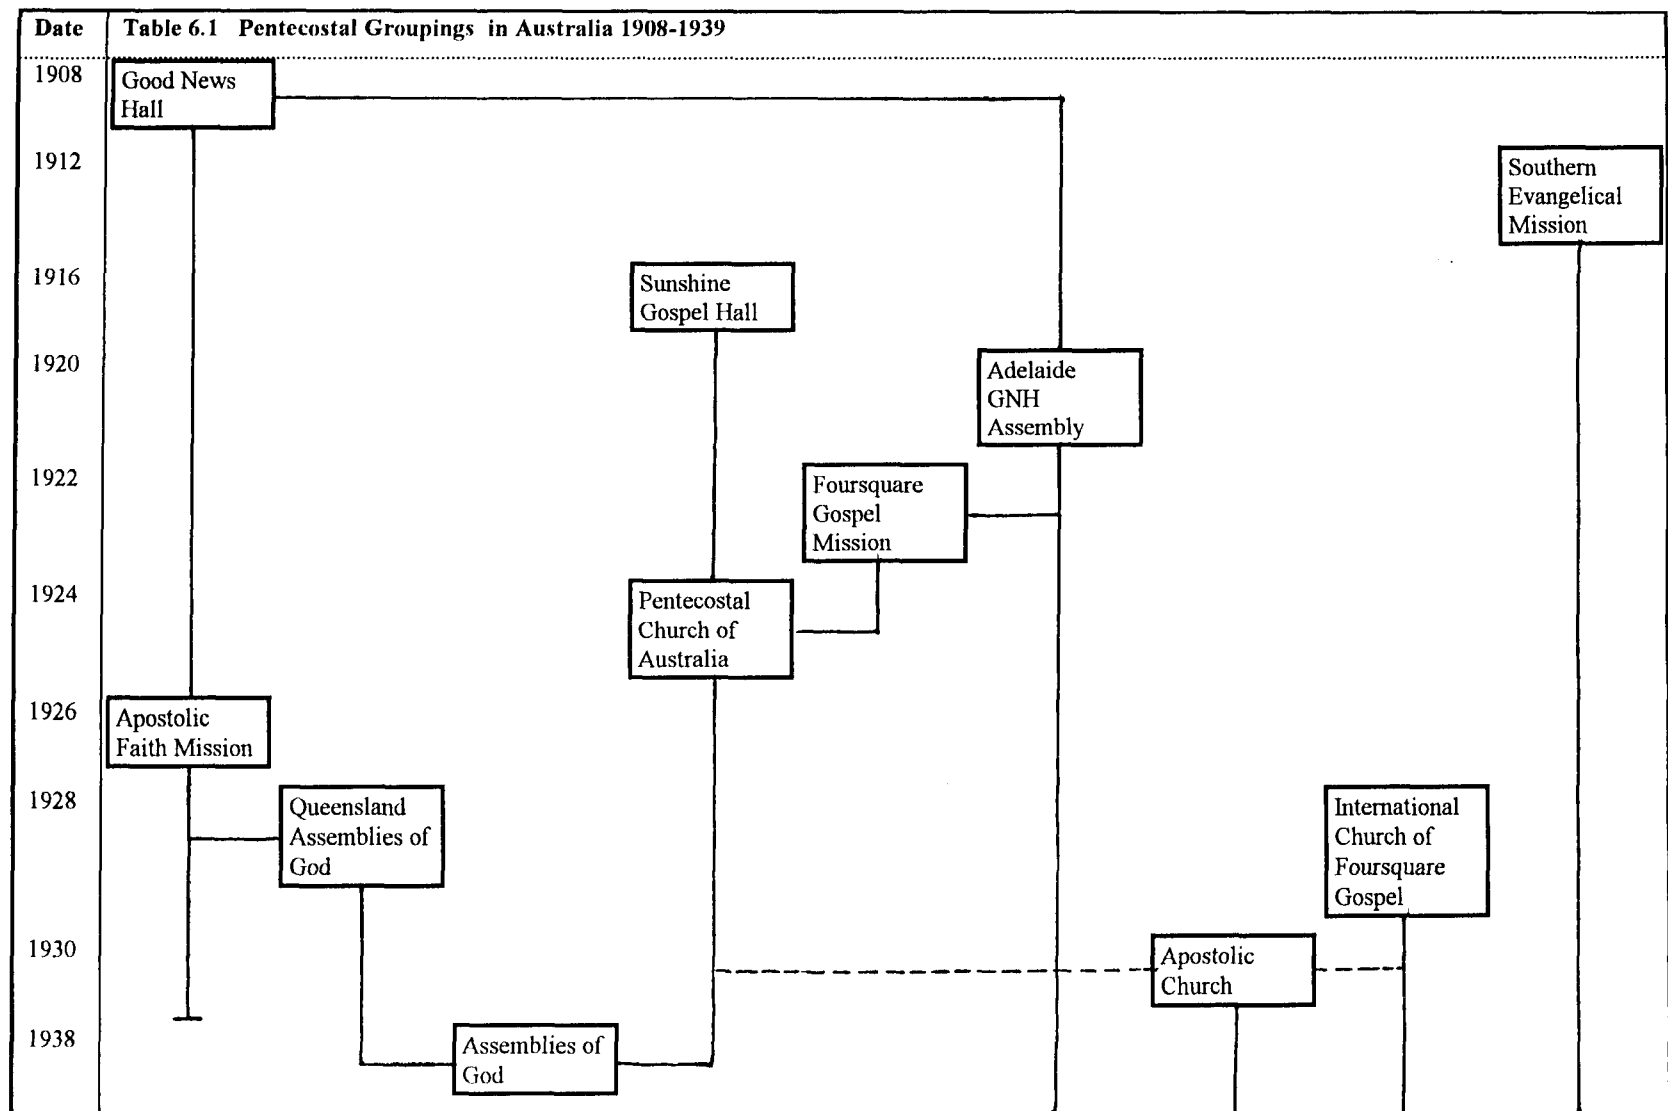 Date Table 6.1 Pentecostal Groupings in Australia 1908-1939
1908
Good News
Hall
1912
Southern
Evangelical
Mission
1916
Sunshine
Gospel Hall
1920
Adelaide
GNH
Assembly
1922
Foursquare
Gospel
Mission
1924
Pentecostal
Church of
Australia
1926
Apostolic
Faith Mission
1928
Queensland
Assemblies of
God
International
Church of
Foursquare
Gospel
1930
Apostolic
Church
1938
Assemblies of
God